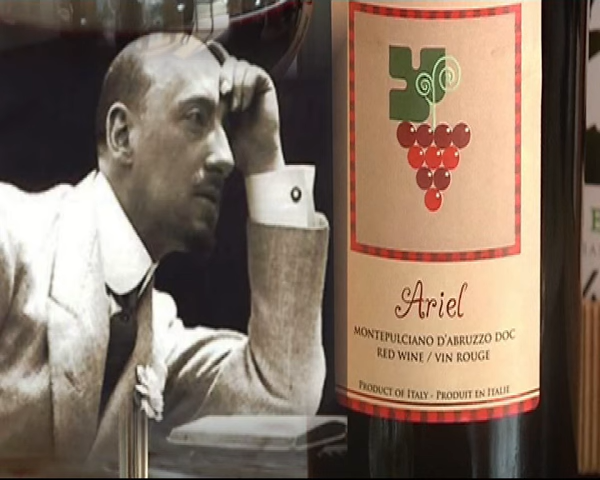 Ariel
MONTEPULCIANO D'ABRUZZO DOC
RED WINE / VIN ROUGE
PRODUCT OF ITALY - PRODUIT EN ITALIE